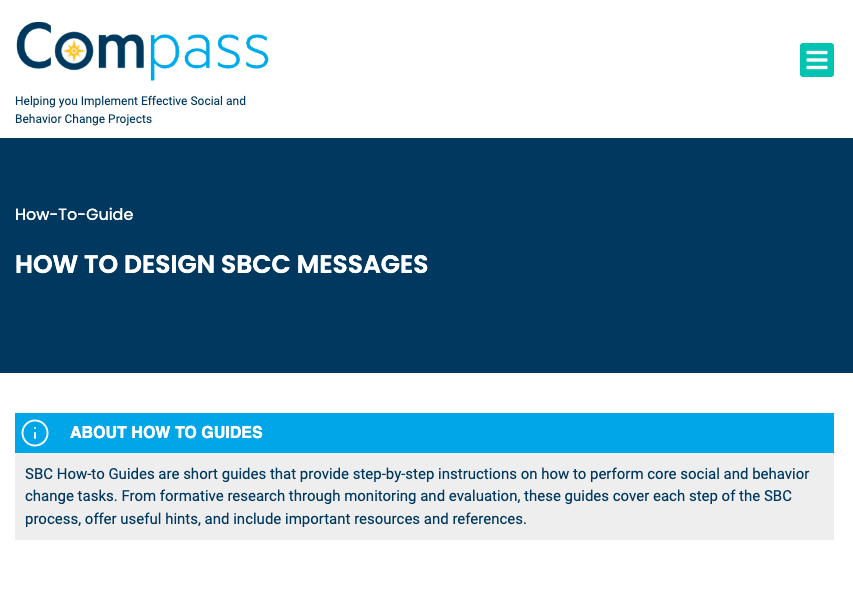 Compass
Helping you Implement Effective Social and
Behavior Change Projects
How-To-Guide
HOW TO DESIGN SBCC MESSAGES
ABOUT HOW TO GUIDES
SBC How-to Guides are short guides that provide step-by-step instructions on how to perform core social and behavior
change tasks. From formative research through monitoring and evaluation, these guides cover each step of the SBC
process, offer useful hints, and include important resources and references.